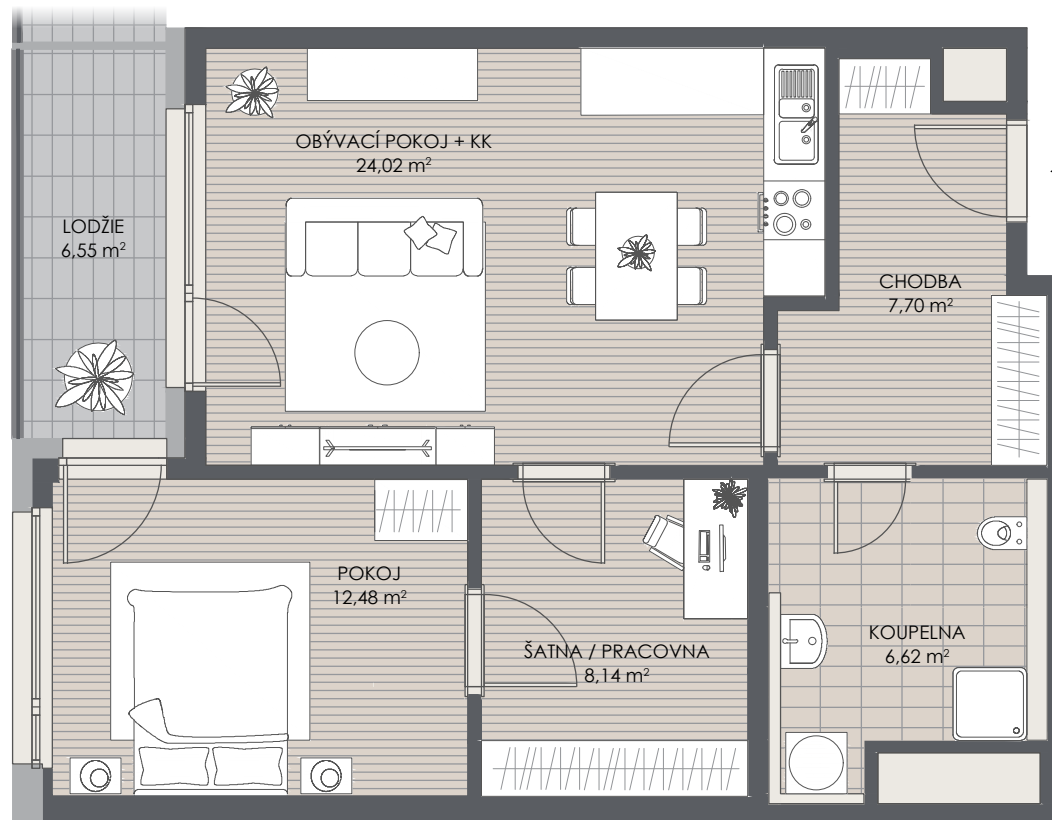 OBÝVACÍ POKOJ + KK
24,02 m²
LODŽIE
6,55 m²
CHODBA
7,70 m²
POKOJ
12,48 m²
ŠATNA / PRACOVNA
8,14 m²
KOUPELNA
6,62 m²